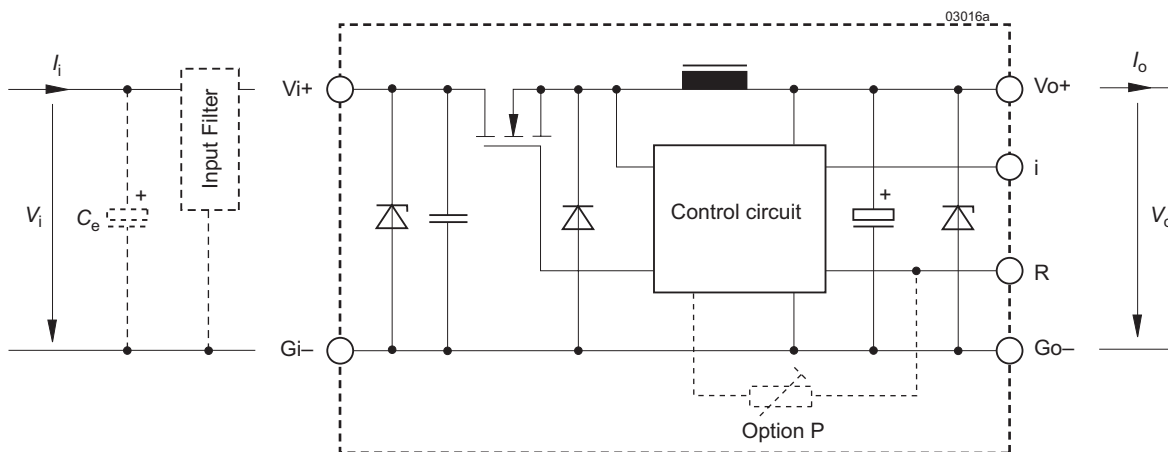 03016a
Ii
Io
Vi+
Vo+
Input Filter
i
+
+
Vi
Ce
Control circuit
R
Gi–
Go–
Option P